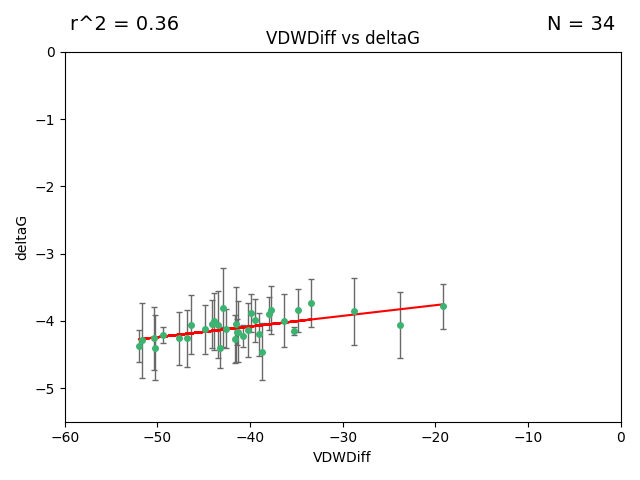 r^2 = 0.36
N = 34
VDWDiff vs deltaG
0
−1
−2
−3
−4
−5
deltaG
−60 −50 −40 −30 −20 −10 0
VDWDiff